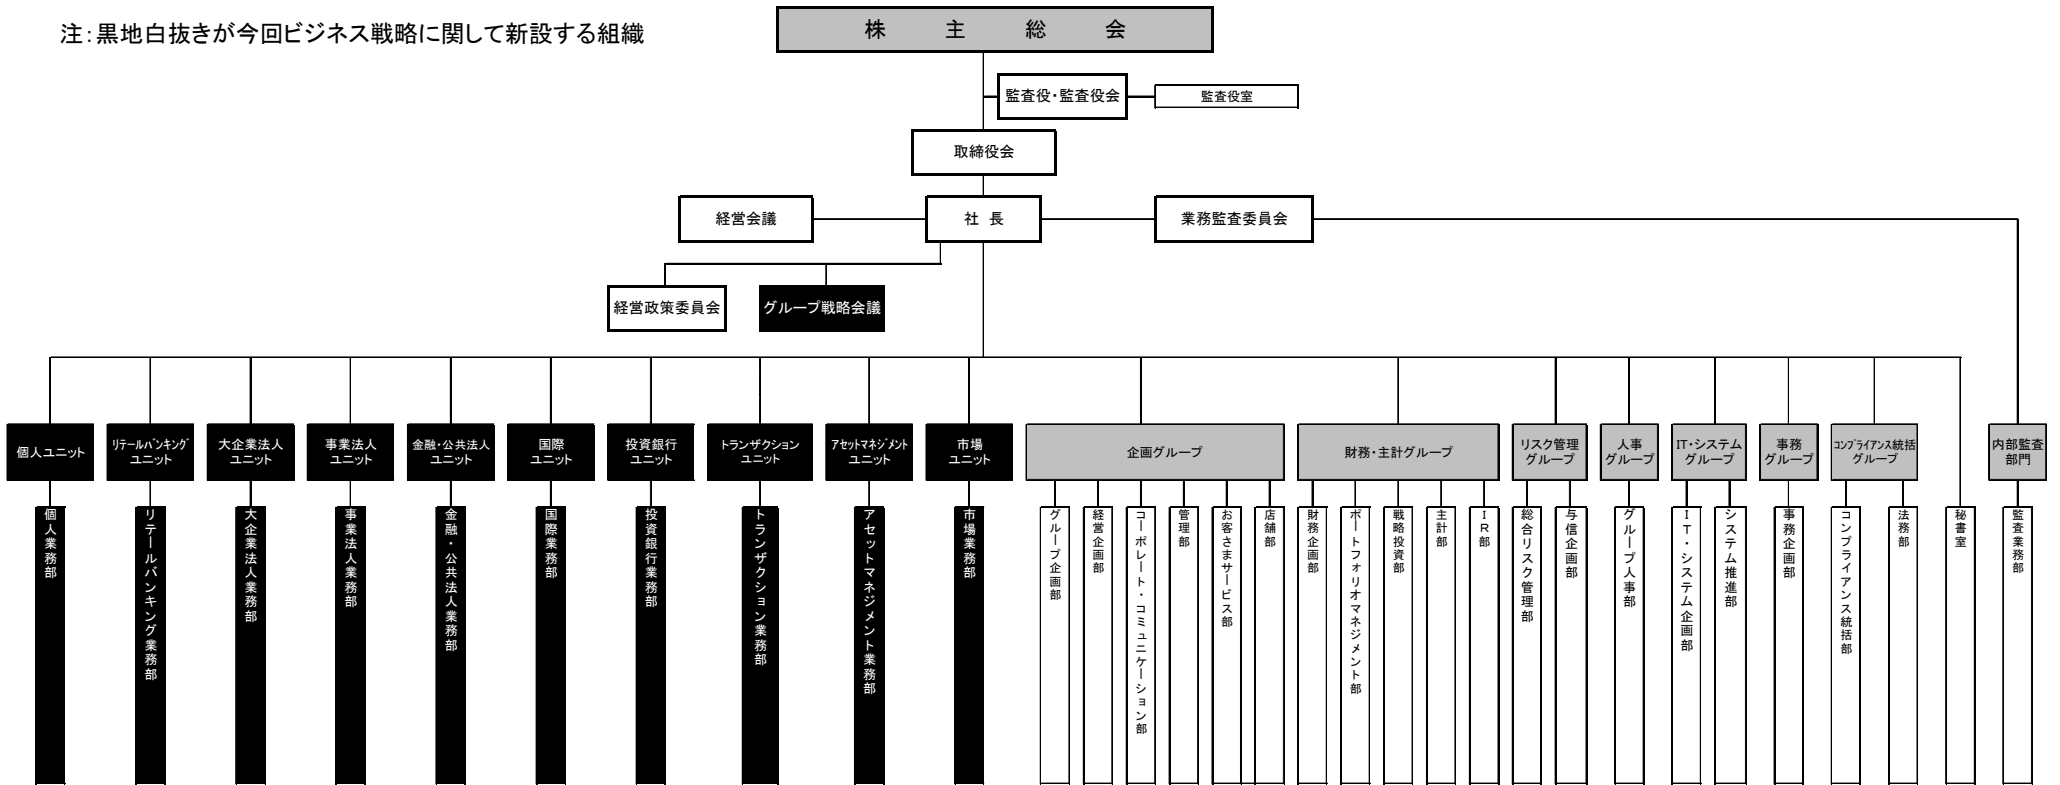 注：黒地白抜きが今回ビジネス戦略に関して新設する組織
株主総会
監査役・監査役会
監査役室
取締役会
経営会議
社長
業務監査委員会
経営政策委員会
グループ戦略会議
個人ユニット
リテールバンキング
ユニット
大企業法人
ユニット
事業法人
ユニット
金融・公共法人
ユニット
国際
ユニット
投資銀行
ユニット
トランザクション
ユニット
アセットマネジメント
ユニット
市場
ユニット
企画グループ
財務・主計グループ
リスク管理
グループ
人事
グループ
IT・システム
グループ
事務
グループ
コンプライアンス統括
グループ
内部監査
部門
個人業務部
リテールバンキング業務部
大企業法人業務部
事業法人業務部
金融・公共法人業務部
国際業務部
投資銀行業務部
トランザクション業務部
アセットマネジメント業務部
市場業務部
グループ企画部
経営企画部
コーポレート・コミュニケーション部
管理部
お客さまサービス部
店舗部
財務企画部
ポートフォリオマネジメント部
戦略投資部
主計部
IR部
総合リスク管理部
与信企画部
グループ人事部
IT・システム企画部
システム推進部
事務企画部
コンプライアンス統括部
法務部
秘書室
監査業務部